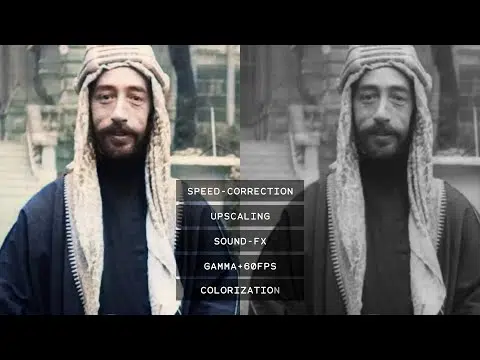 SPEED-CORRECTION
UPSCALING
SOUND-FX
GAMMA+60FPS
COLORIZATION